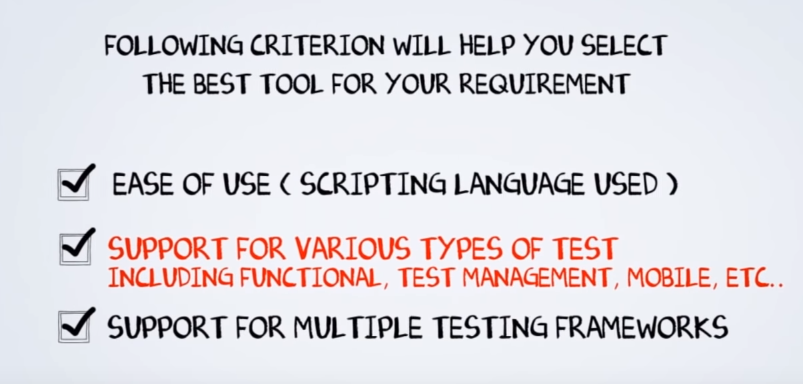 FOLLOWING CRITERION WILL HELP YOU SELECT
THE BEST TOOL FOR YOUR REQUIREMENT
EASE OF USE ( SCRIPTING LANGUAGE USED )
SUPPORT FOR VARIOUS TYPES OF TEST
INCLUDING FUNCTIONAL, TEST MANAGEMENT, MOBILE, ETC..
SUPPORT FOR MULTIPLE TESTING FRAMEWORKS